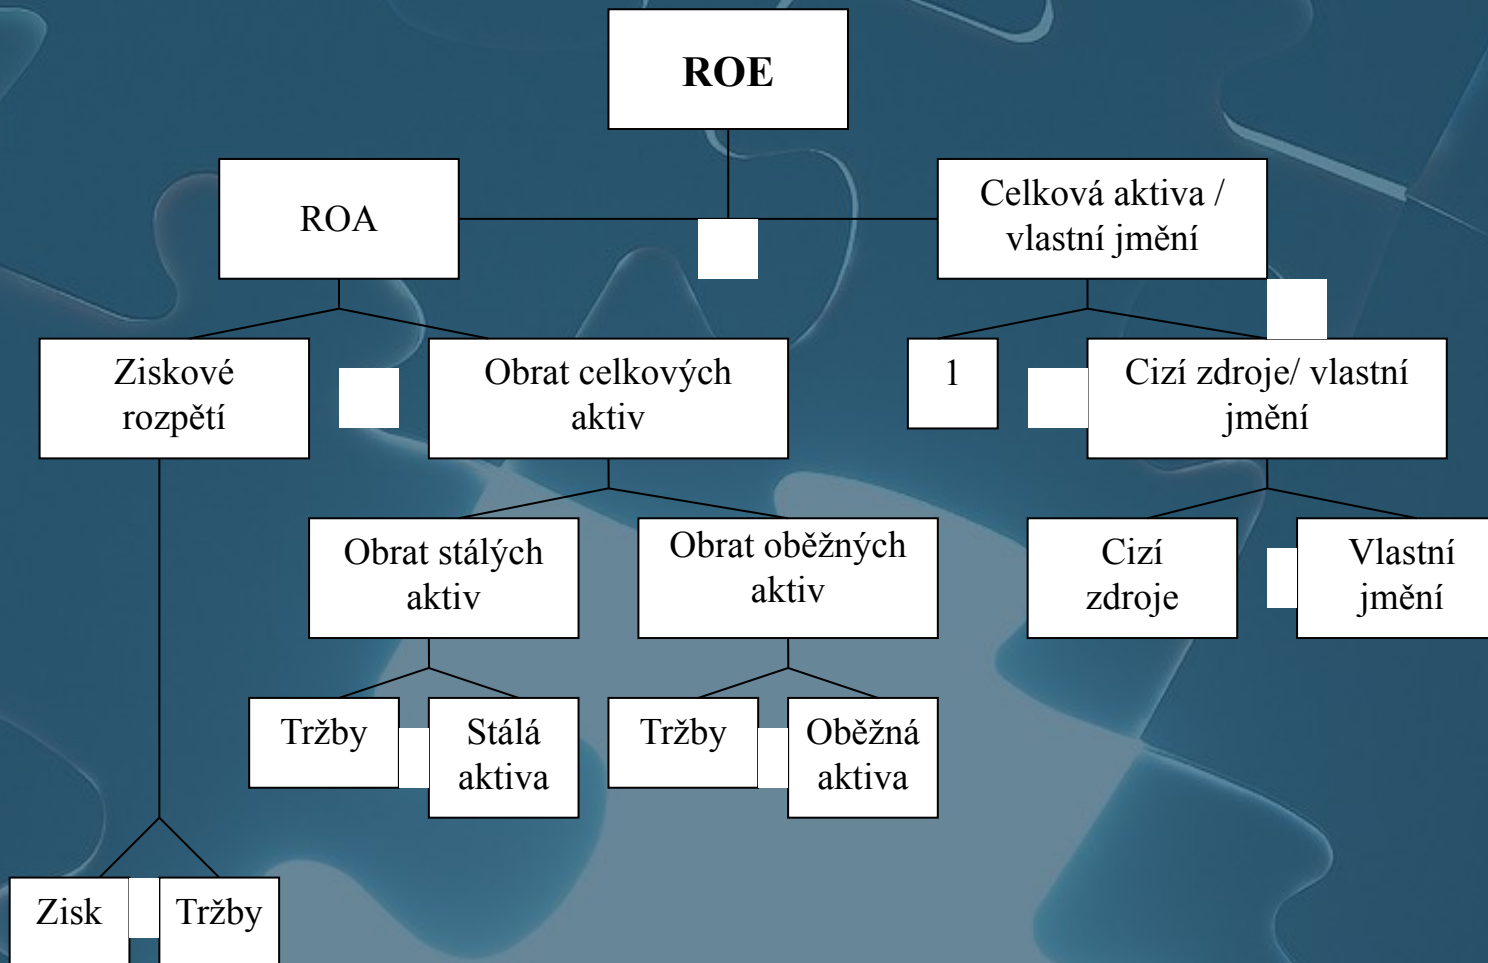 ROE
ROA
Celková aktiva /
vlastní jmění
Ziskové
rozpětí
Obrat celkových
aktiv
1
Cizí zdroje/ vlastní
jmění
Obrat stálých
aktiv
Obrat oběžných
aktiv
Cizí
zdroje
Vlastní
jmění
Tržby
Stálá
aktiva
Tržby
Oběžná
aktiva
Zisk
Tržby